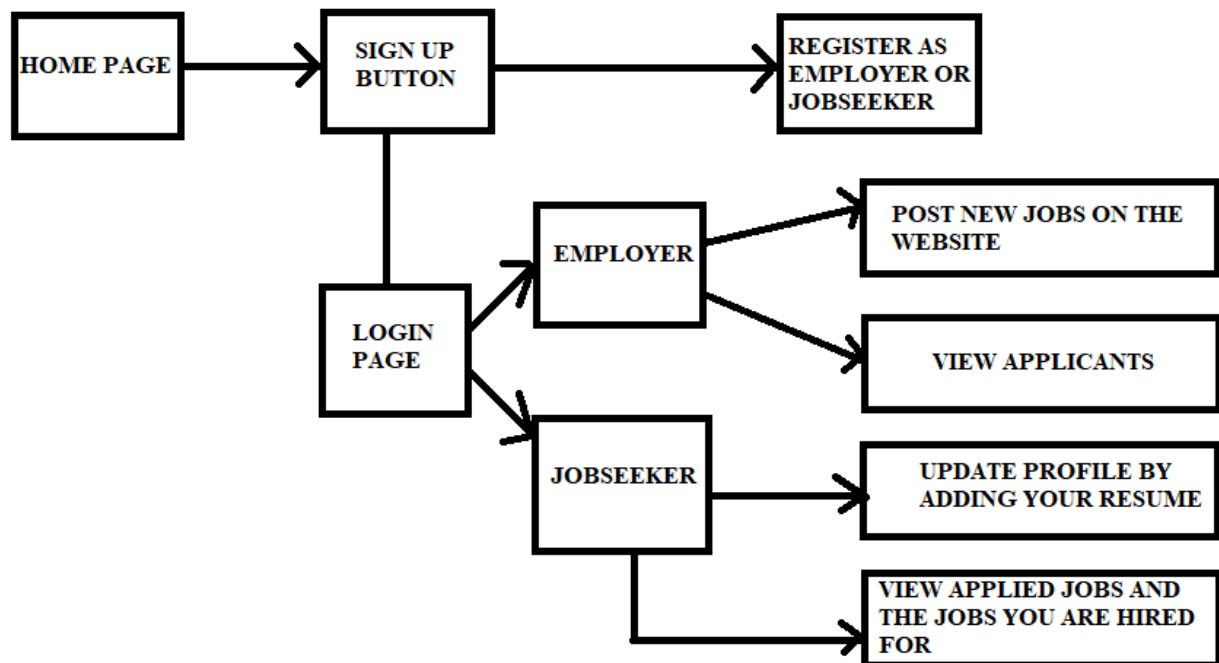 HOME PAGE
SIGN UP
BUTTON
REGISTER AS
EMPLOYER OR
JOBSEEKER
LOGIN
PAGE
EMPLOYER
POST NEW JOBS ON THE
WEBSITE
VIEW APPLICANTS
JOBSEEKER
UPDATE PROFILE BY
ADDING YOUR RESUME
VIEW APPLIED JOBS AND
THE JOBS YOU ARE HIRED
FOR